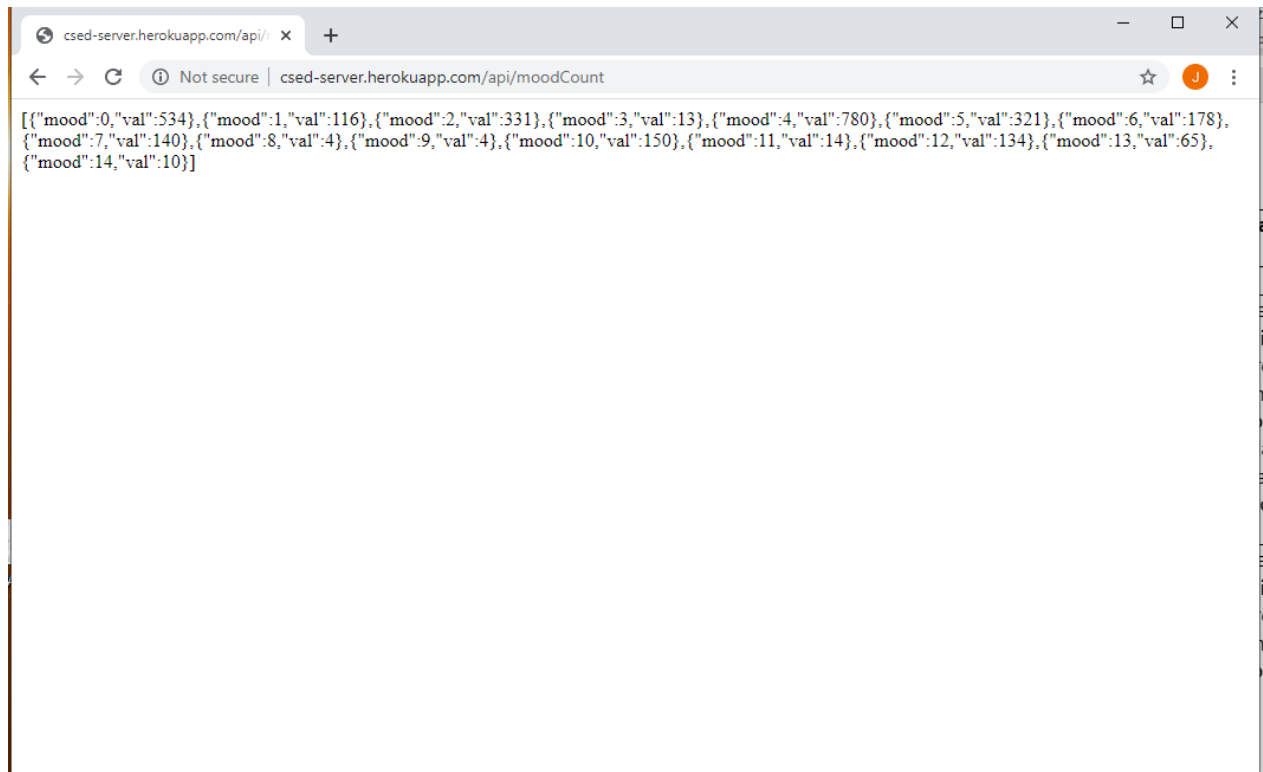 csed-server.herokuapp.com/api/
Not secure | csed-server.herokuapp.com/api/moodCount
J
[{"mood":0,"val":534},{"mood":1,"val":116},{"mood":2,"val":331},{"mood":3,"val":13},{"mood":4,"val":780},{"mood":5,"val":321},{"mood":6,"val":178},
{"mood":7,"val":140},{"mood":8,"val":4},{"mood":9,"val":4},{"mood":10,"val":150},{"mood":11,"val":14},{"mood":12,"val":134},{"mood":13,"val":65},
{"mood":14,"val":10}]